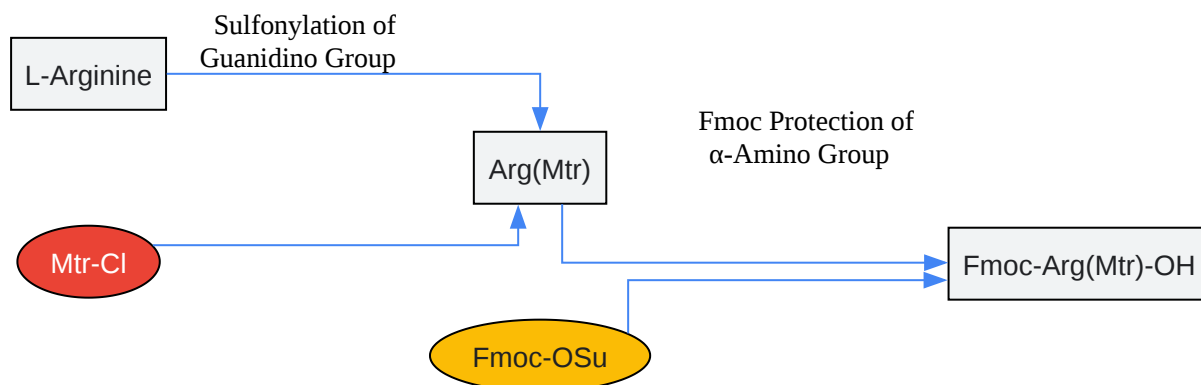 Sulfonylation of
Guanidino Group
L-Arginine
Fmoc Protection of
α-Amino Group
Arg(Mtr)
Mtr-Cl
Fmoc-Arg(Mtr)-OH
Fmoc-OSu